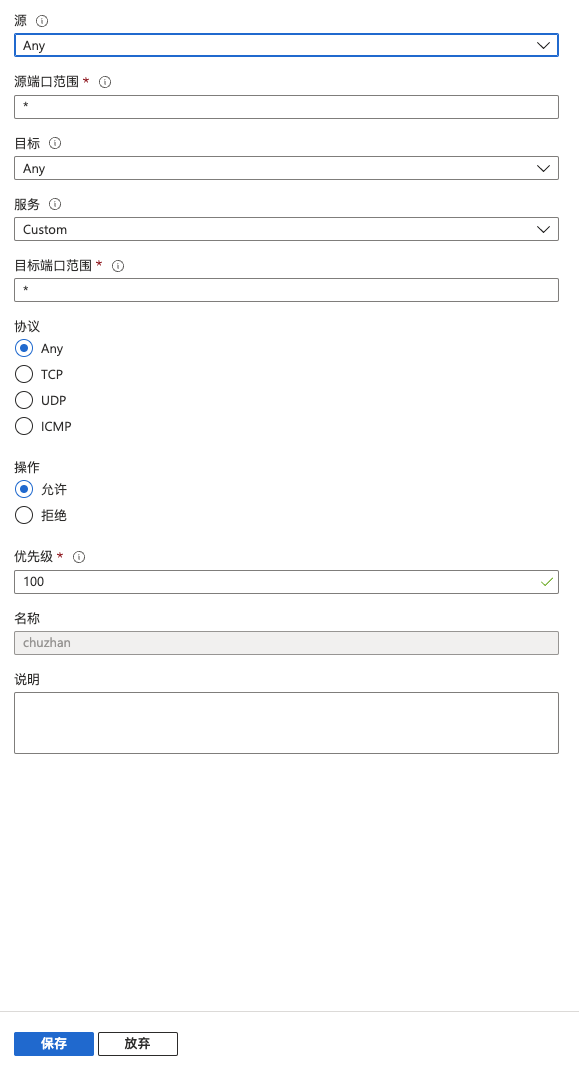 源
Any
源端口范围 *
*
目标
Any
服务
Custom
目标端口范围 *
*
协议
Any
TCP
UDP
ICMP
操作
允许
拒绝
优先级 *
100
名称
chuzhan
说明
保存 放弃